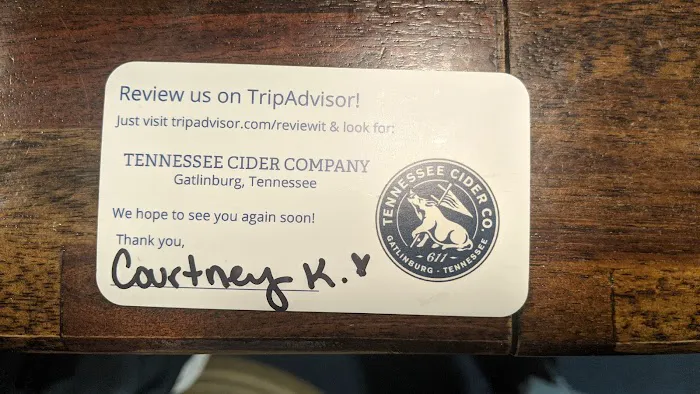 Review us on TripAdvisor!
Just visit tripadvisor.com/reviewit & look for:
TENNESSEE CIDER COMPANY
Gatlinburg, Tennessee
We hope to see you again soon!
Thank you,
Courtney K.
TENNESSEE CIDER CO.
611
GATLINBURG - TENNESSEE